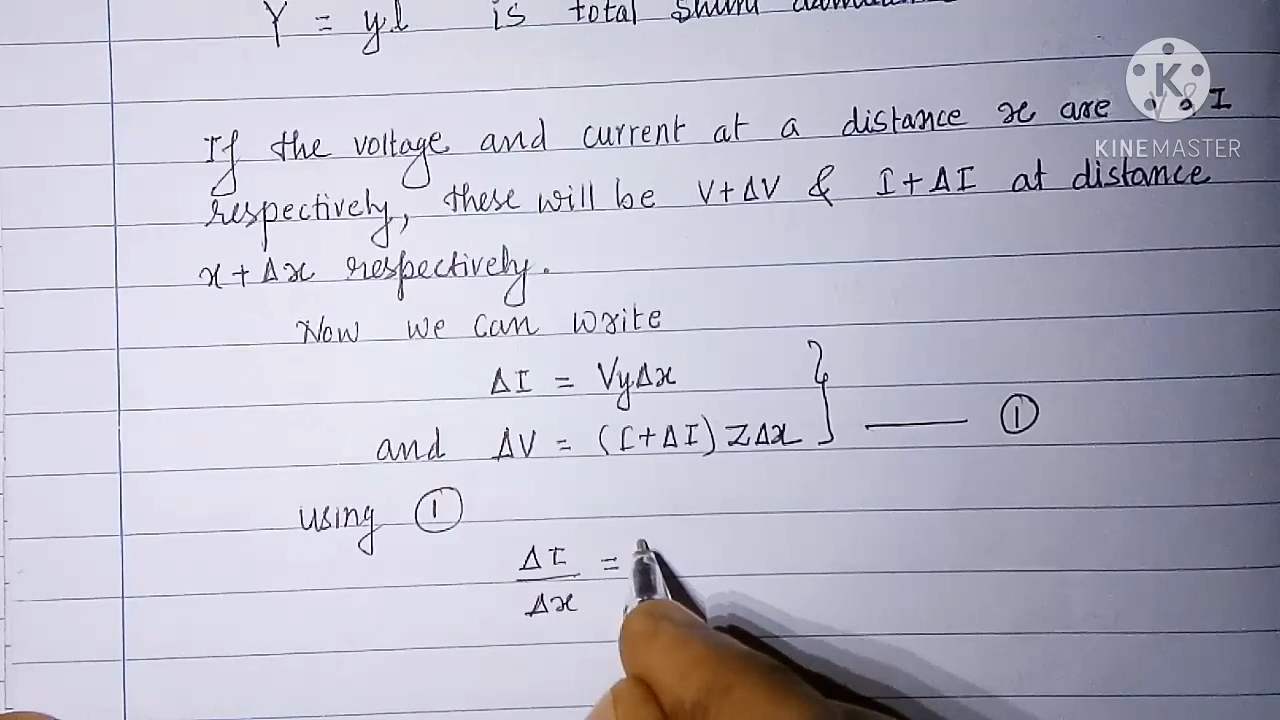 Y = y.l is total shunt
If the voltage and current at a distance x are V & I
KINEMASTER
respectively, these will be V+ΔV & I+ΔI at distance
x+Δx respectively.
Now we can write
ΔI = VyΔx
and ΔV = (I+ΔI) ZΔx } —— ①
using ①
ΔI/Δx =